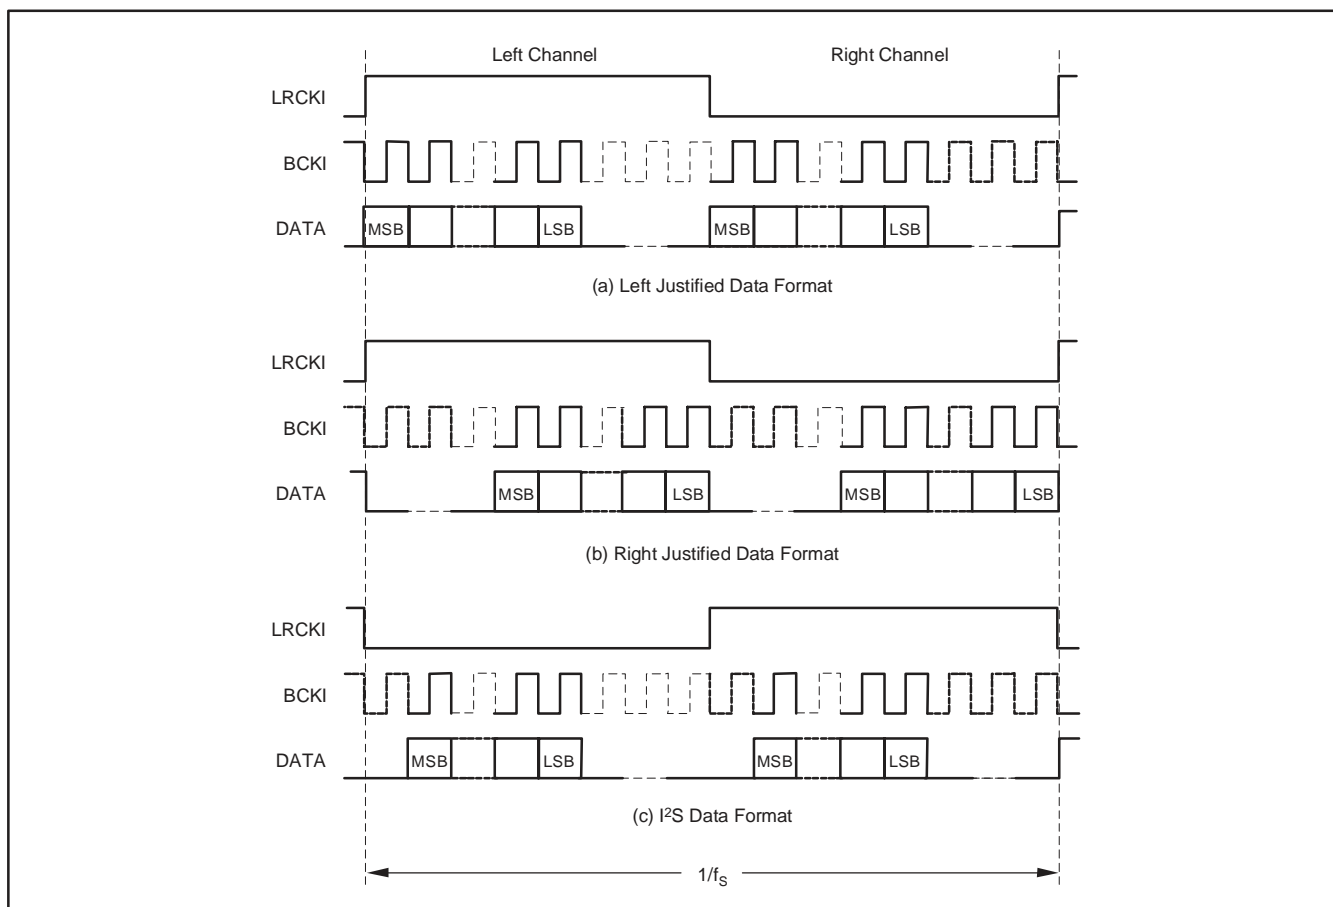 Left Channel Right Channel
LRCKI
BCKI
DATA MSB LSB MSB LSB
(a) Left Justified Data Format
LRCKI
BCKI
DATA MSB LSB MSB LSB
(b) Right Justified Data Format
LRCKI
BCKI
DATA MSB LSB MSB LSB
(c) I²S Data Format
1/fS